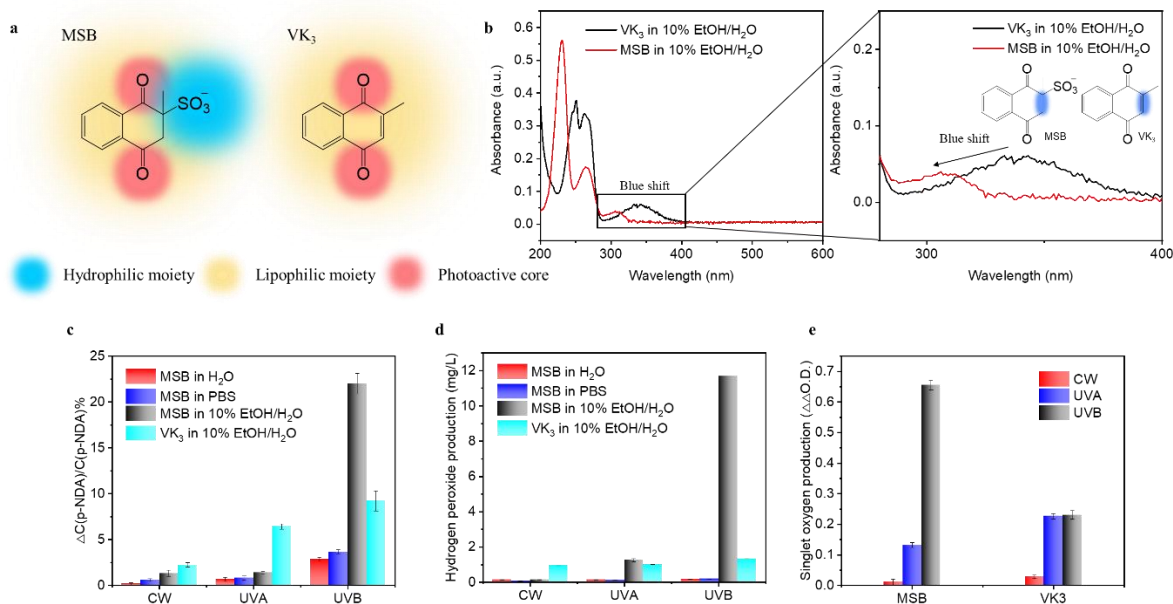 a
MSB
VK₃
O
O
SO₃⁻
O
O
Hydrophilic moiety
Lipophilic moiety
Photoactive core
b
Absorbance (a.u.)
0.6
0.5
0.4
0.3
0.2
0.1
0.0
VK₃ in 10% EtOH/H₂O
MSB in 10% EtOH/H₂O
Blue shift
200 300 400 500 600
Wavelength (nm)
Absorbance (a.u.)
0.2
0.1
0.0
VK₃ in 10% EtOH/H₂O
MSB in 10% EtOH/H₂O
O
SO₃⁻
O
MSB
O
O
VK₃
Blue shift
300 350 400
Wavelength (nm)
c
△C(p-NDA)/C(p-NDA)%
25
20
15
10
5
0
MSB in H₂O
MSB in PBS
MSB in 10% EtOH/H₂O
VK₃ in 10% EtOH/H₂O
CW UVA UVB
d
Hydrogen peroxide production (mg/L)
12
10
8
6
4
2
0
MSB in H₂O
MSB in PBS
MSB in 10% EtOH/H₂O
VK₃ in 10% EtOH/H₂O
CW UVA UVB
e
Singlet oxygen production (△△O.D.)
0.7
0.6
0.5
0.4
0.3
0.2
0.1
0.0
CW
UVA
UVB
MSB VK3